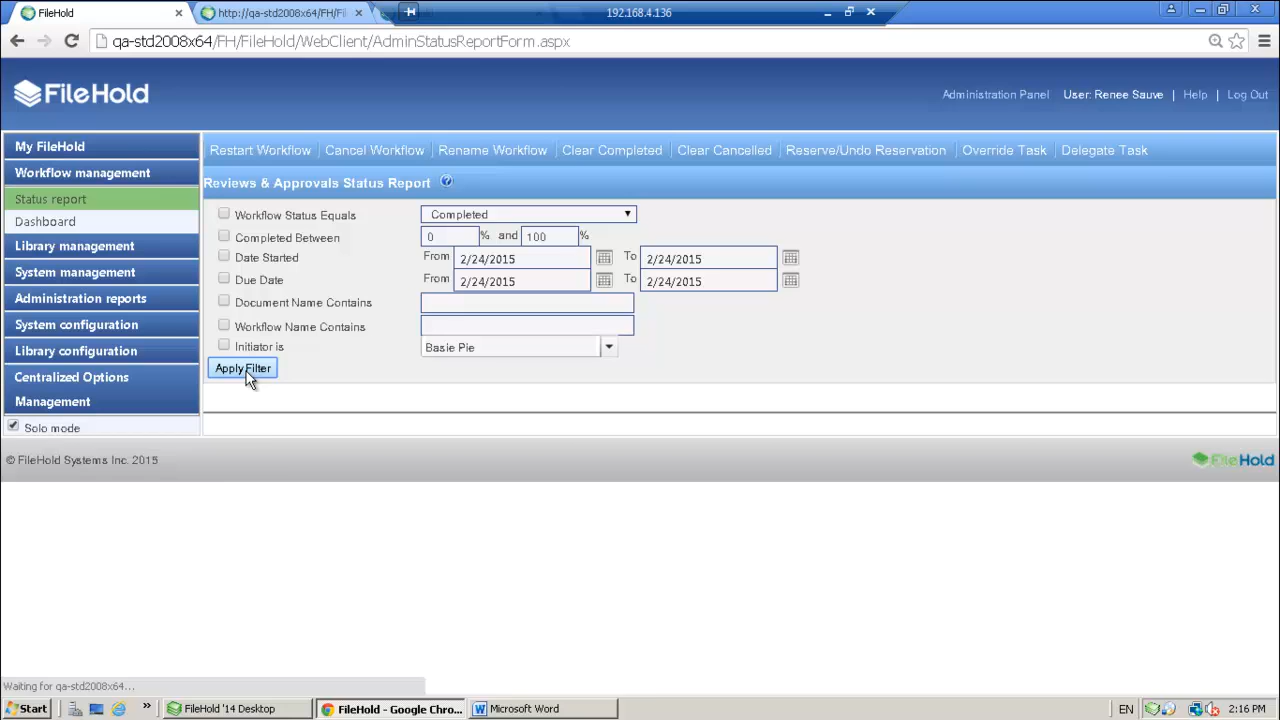 FileHold
http://qa-std2008x64/FH/FileH
192.168.4.136
qa-std2008x64/FH/FileHold/WebClient/AdminStatusReportForm.aspx
FileHold
Administration Panel User: Renee Sauve | Help | Log Out
My FileHold
Workflow management
Status report
Dashboard
Library management
System management
Administration reports
System configuration
Library configuration
Centralized Options
Management
Solo mode
Restart Workflow Cancel Workflow Rename Workflow Clear Completed Clear Cancelled Reserve/Undo Reservation Override Task Delegate Task
Reviews & Approvals Status Report
Workflow Status Equals Completed
Completed Between 0 % and 100 %
Date Started From 2/24/2015 To 2/24/2015
Due Date From 2/24/2015 To 2/24/2015
Document Name Contains
Workflow Name Contains
Initiator is Basie Pie
Apply Filter
© FileHold Systems Inc. 2015
FileHold
Waiting for qa-std2008x64...
Start » FileHold '14 Desktop FileHold - Google Chro... Microsoft Word EN 2:16 PM